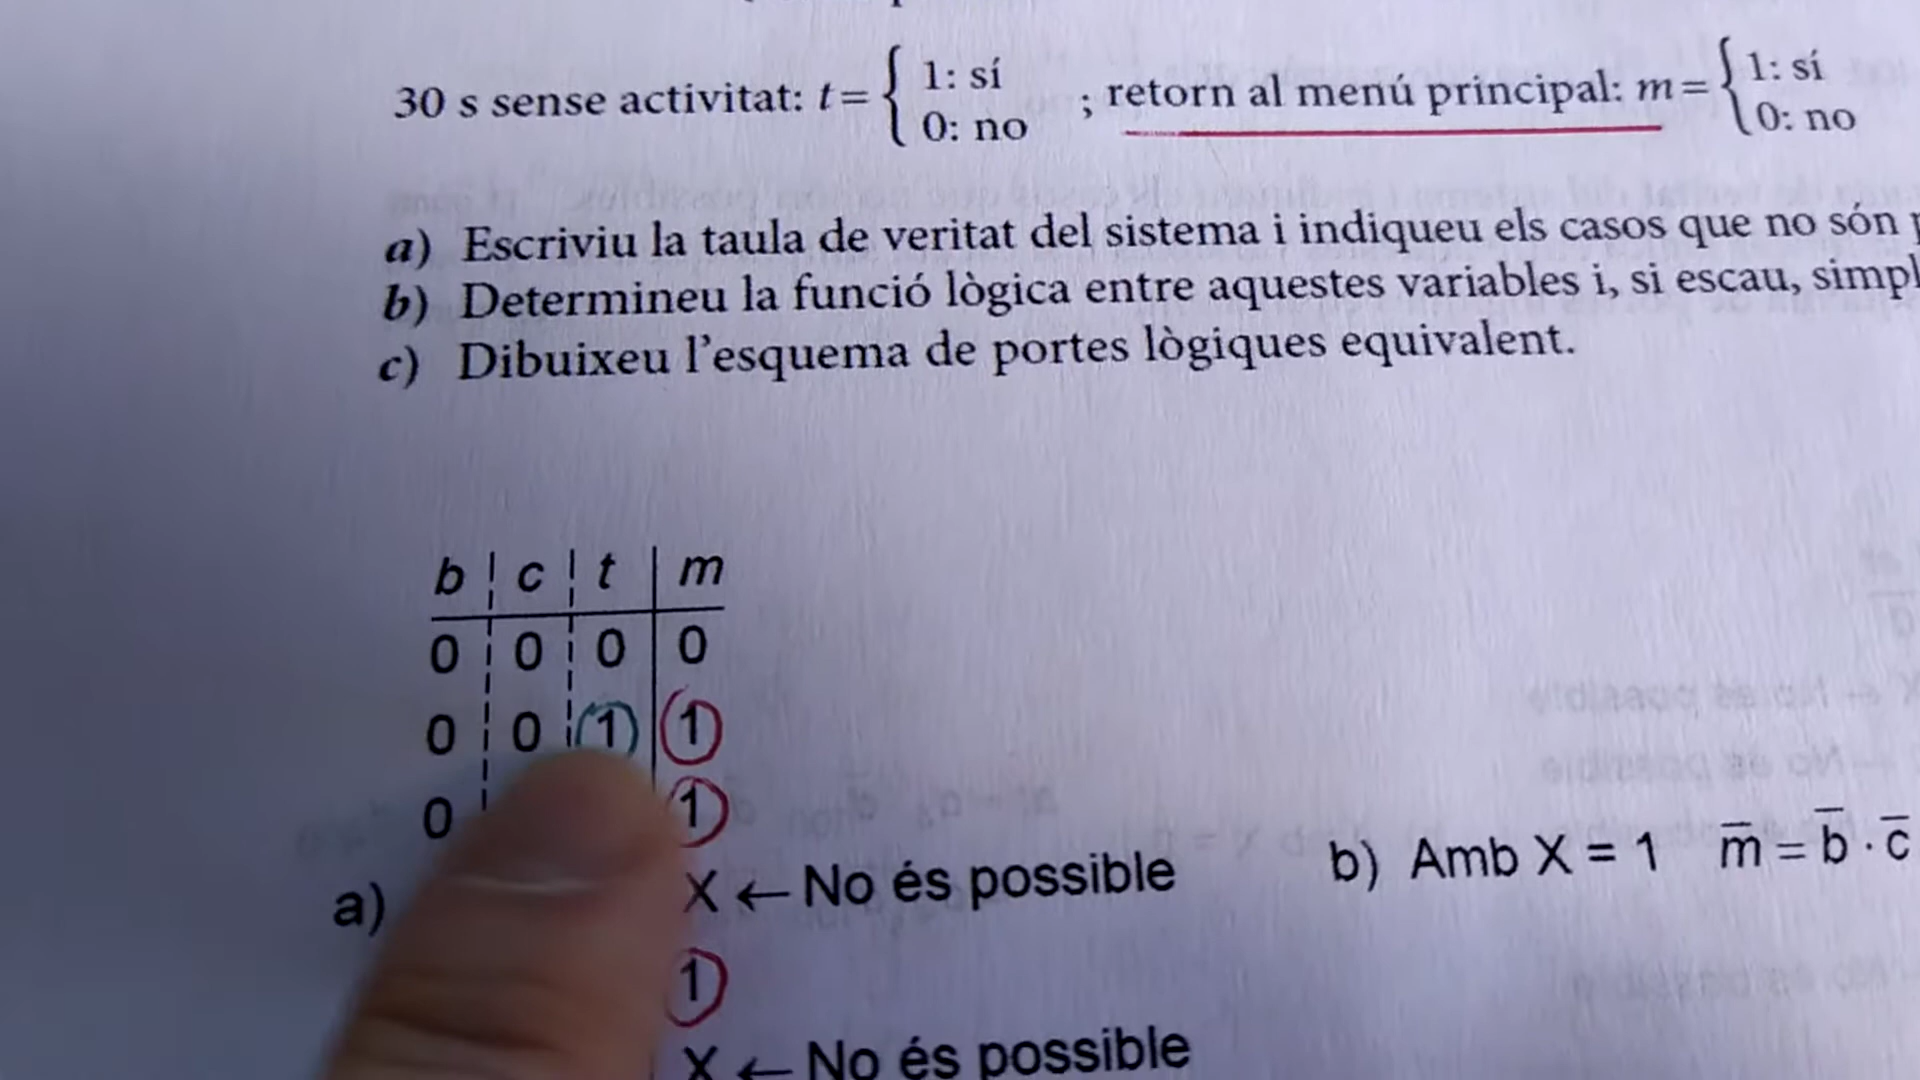 30 s sense activitat: t = { 1: sí 0: no ; retorn al menú principal: m = { 1: sí 0: no
a) Escriviu la taula de veritat del sistema i indiqueu els casos que no són
b) Determineu la funció lògica entre aquestes variables i, si escau, simpl
c) Dibuixeu l'esquema de portes lògiques equivalent.
b c t m
0 0 0 0
0 0 1 1
0 1
X ← No és possible
a)
1
X ← No és possible
b) Amb X = 1 m̅ = b̅ · c̅